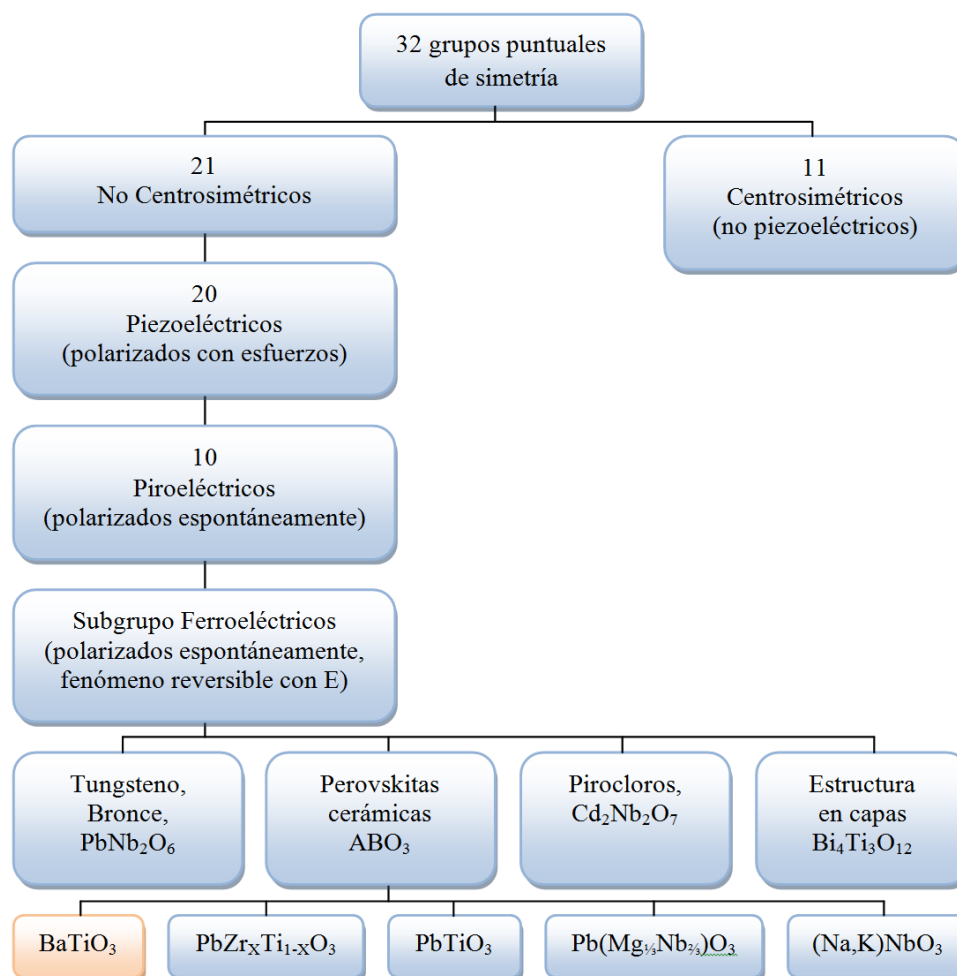 32 grupos puntuales
de simetría
21
No Centrosimétricos
11
Centrosimétricos
(no piezoeléctricos)
20
Piezoeléctricos
(polarizados con esfuerzos)
10
Piroeléctricos
(polarizados espontáneamente)
Subgrupo Ferroeléctricos
(polarizados espontáneamente,
fenómeno reversible con E)
Tungsteno,
Bronce,
PbNb₂O₆
Perovskitas
cerámicas
ABO₃
Pirocloros,
Cd₂Nb₂O₇
Estructura
en capas
Bi₄Ti₃O₁₂
BaTiO₃
PbZrₓTi₁₋ₓO₃
PbTiO₃
Pb(Mg⅓Nb⅔)O₃
(Na,K)NbO₃